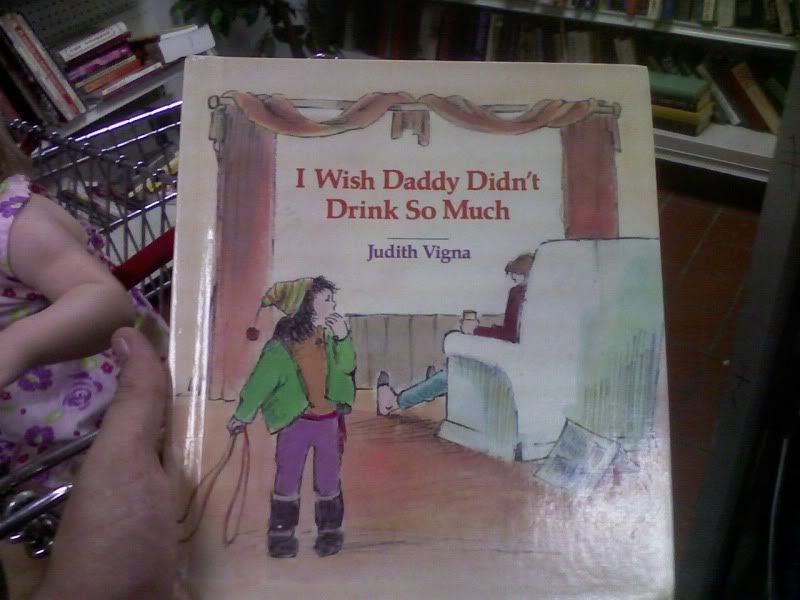 I Wish Daddy Didn't
Drink So Much
Judith Vigna